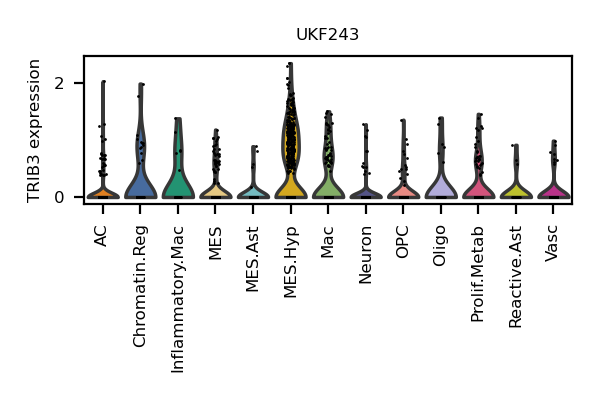 UKF243
TRIB3 expression
2
0
AC
Chromatin.Reg
Inflammatory.Mac
MES
MES.Ast
MES.Hyp
Mac
Neuron
OPC
Oligo
Prolif.Metab
Reactive.Ast
Vasc